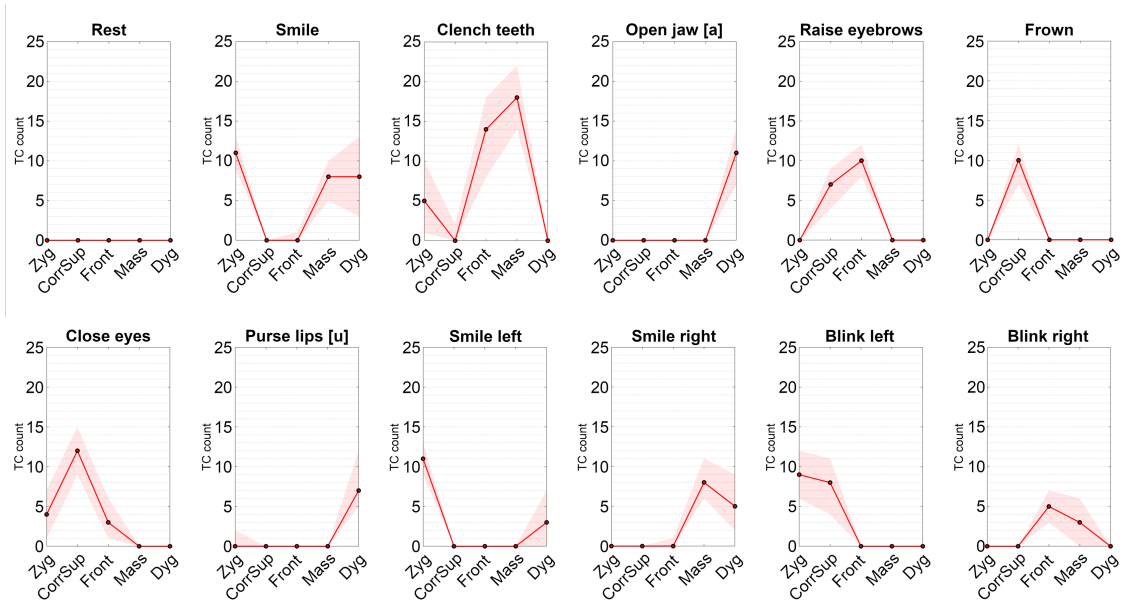 Rest
25
20
15
10
5
0
TC count
Zyg
CorrSup
Front
Mass
Dyg
Smile
25
20
15
10
5
0
TC count
Zyg
CorrSup
Front
Mass
Dyg
Clench teeth
25
20
15
10
5
0
TC count
Zyg
CorrSup
Front
Mass
Dyg
Open jaw [a]
25
20
15
10
5
0
TC count
Zyg
CorrSup
Front
Mass
Dyg
Raise eyebrows
25
20
15
10
5
0
TC count
Zyg
CorrSup
Front
Mass
Dyg
Frown
25
20
15
10
5
0
TC count
Zyg
CorrSup
Front
Mass
Dyg
Close eyes
25
20
15
10
5
0
TC count
Zyg
CorrSup
Front
Mass
Dyg
Purse lips [u]
25
20
15
10
5
0
TC count
Zyg
CorrSup
Front
Mass
Dyg
Smile left
25
20
15
10
5
0
TC count
Zyg
CorrSup
Front
Mass
Dyg
Smile right
25
20
15
10
5
0
TC count
Zyg
CorrSup
Front
Mass
Dyg
Blink left
25
20
15
10
5
0
TC count
Zyg
CorrSup
Front
Mass
Dyg
Blink right
25
20
15
10
5
0
TC count
Zyg
CorrSup
Front
Mass
Dyg